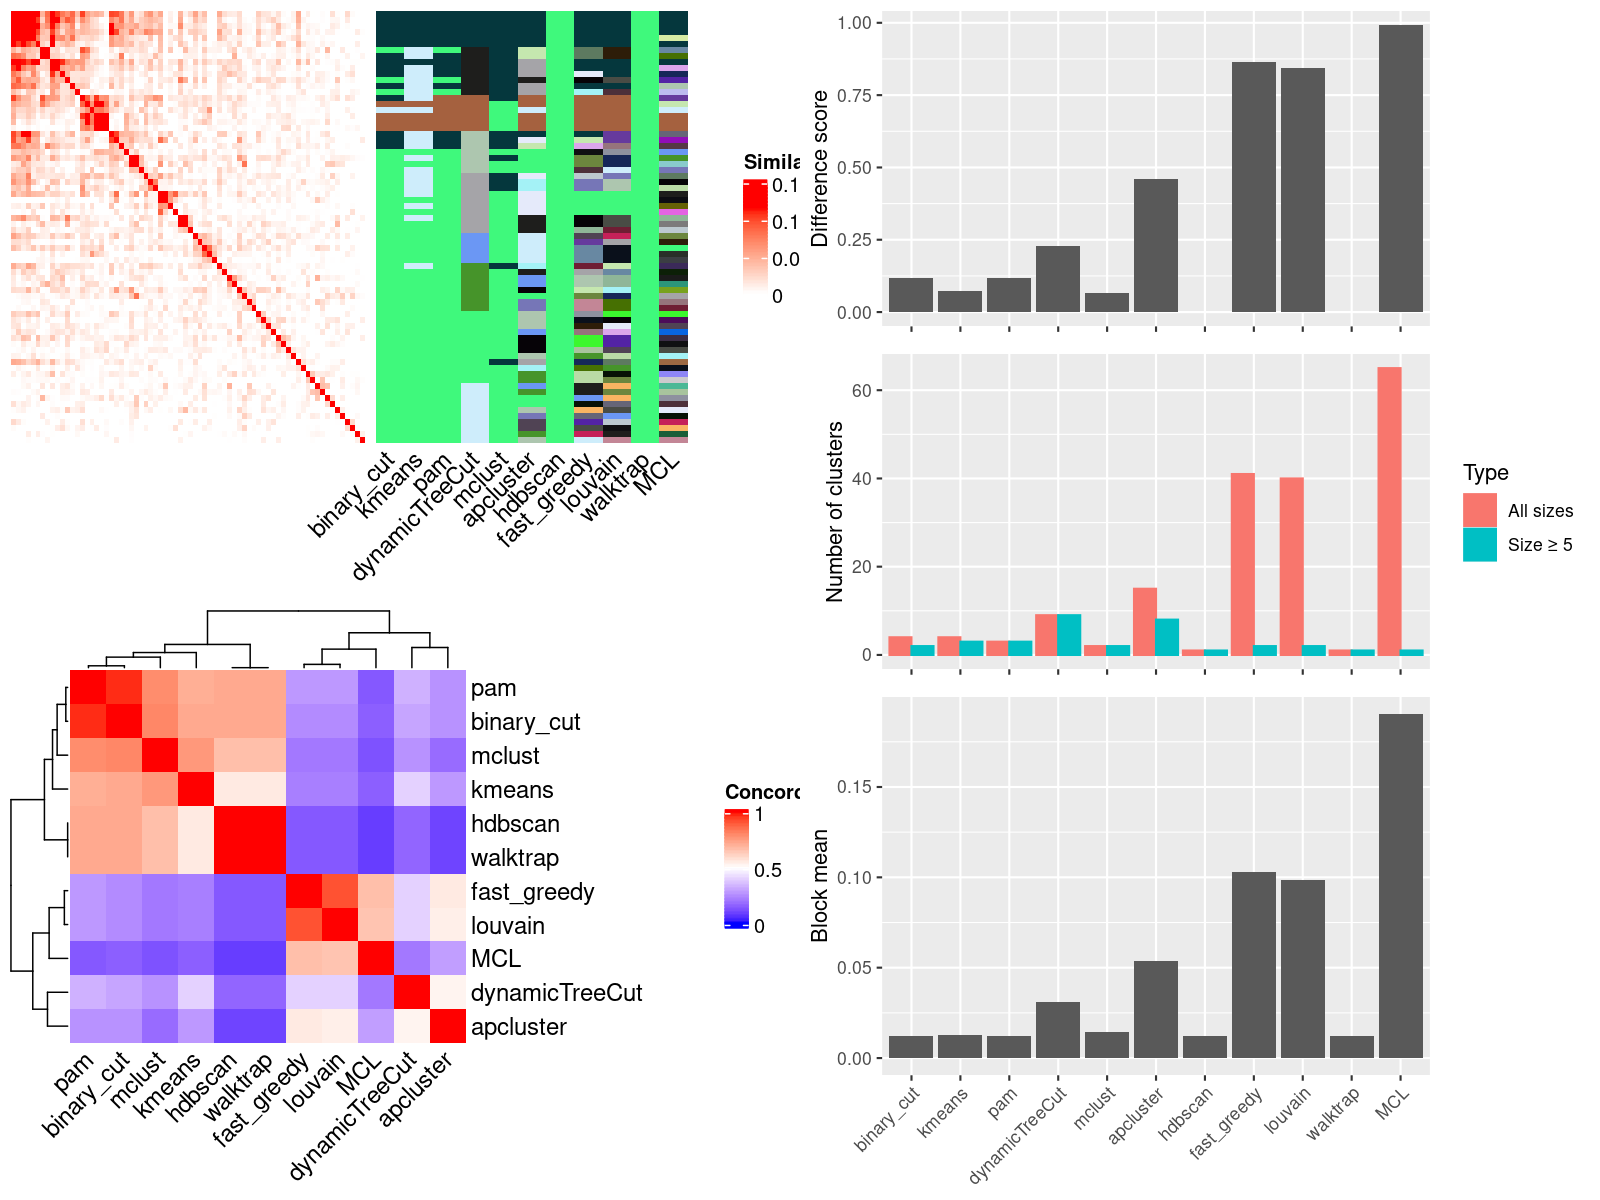 Simila
0.1
0.1
0.0
0
binary_cut
kmeans
pam
dynamicTreeCut
mclust
apcluster
hdbscan
fast_greedy
louvain
walktrap
MCL
pam
binary_cut
mclust
kmeans
hdbscan
walktrap
fast_greedy
louvain
MCL
dynamicTreeCut
apcluster
pam
binary_cut
mclust
kmeans
hdbscan
walktrap
fast_greedy
louvain
MCL
dynamicTreeCut
apcluster
Concord
1
0.5
0
Difference score
1.00
0.75
0.50
0.25
0.00
Number of clusters
60
40
20
0
Type
All sizes
Size ≥ 5
Block mean
0.15
0.10
0.05
0.00
binary_cut
kmeans
pam
dynamicTreeCut
mclust
apcluster
hdbscan
fast_greedy
louvain
walktrap
MCL